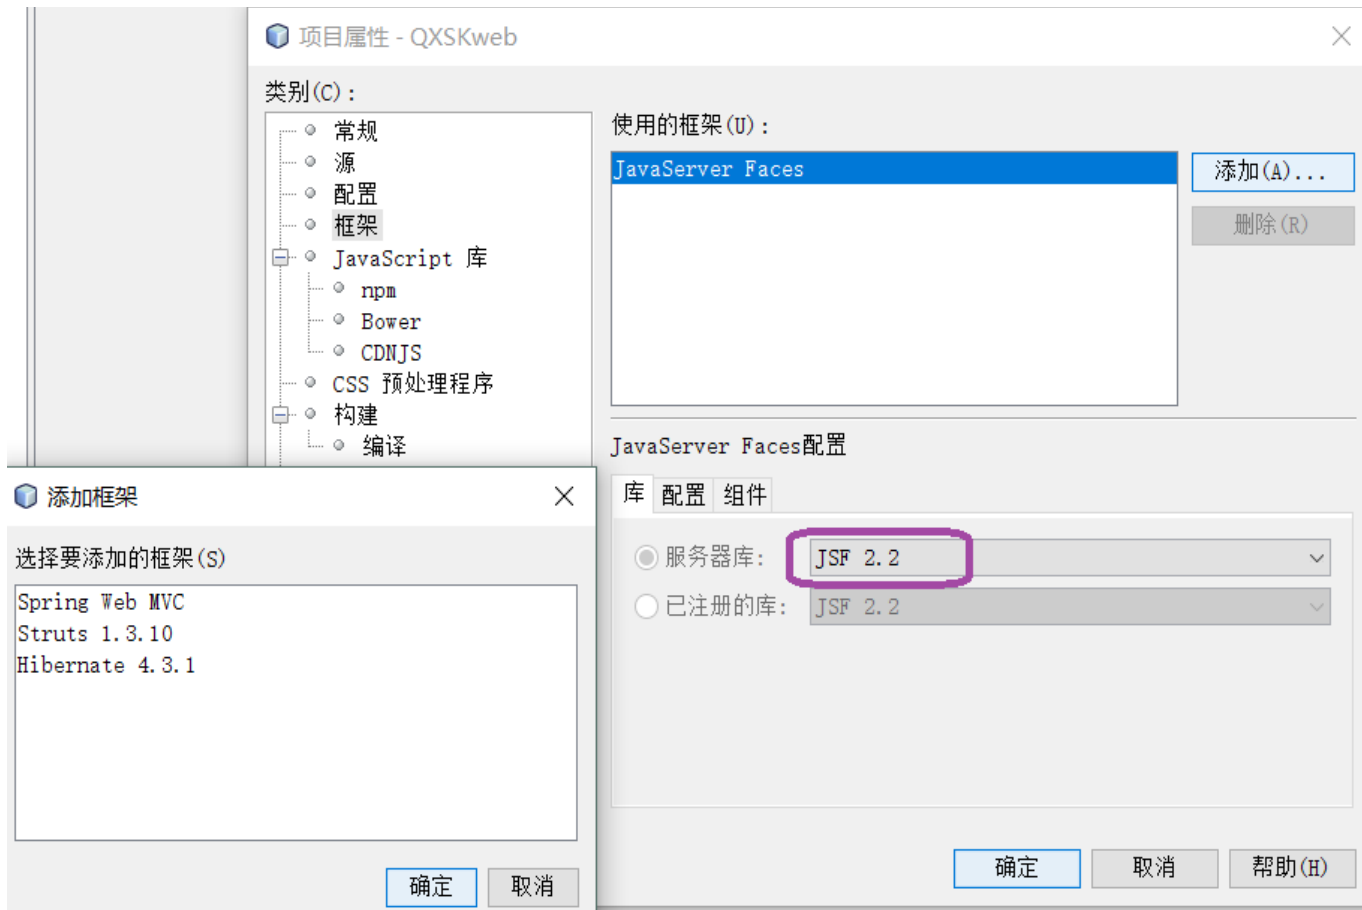 项目属性 - QXSKweb
类别(C):
常规
源
配置
框架
JavaScript 库
npm
Bower
CDNJS
CSS 预处理程序
构建
编译
使用的框架(U):
JavaServer Faces
添加(A)...
删除(R)
JavaServer Faces配置
库 配置 组件
服务器库: JSF 2.2
已注册的库: JSF 2.2
确定 取消 帮助(H)
添加框架
选择要添加的框架(S)
Spring Web MVC
Struts 1.3.10
Hibernate 4.3.1
确定 取消